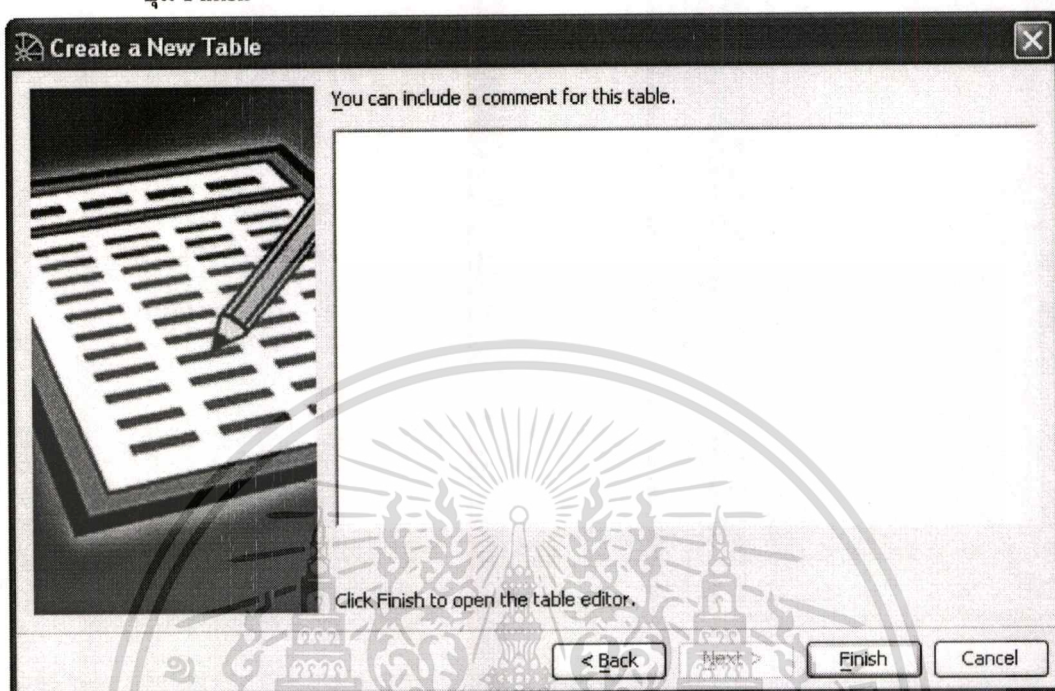 Create a New Table
You can include a comment for this table.
Click Finish to open the table editor.
< Back
Next >
Finish
Cancel